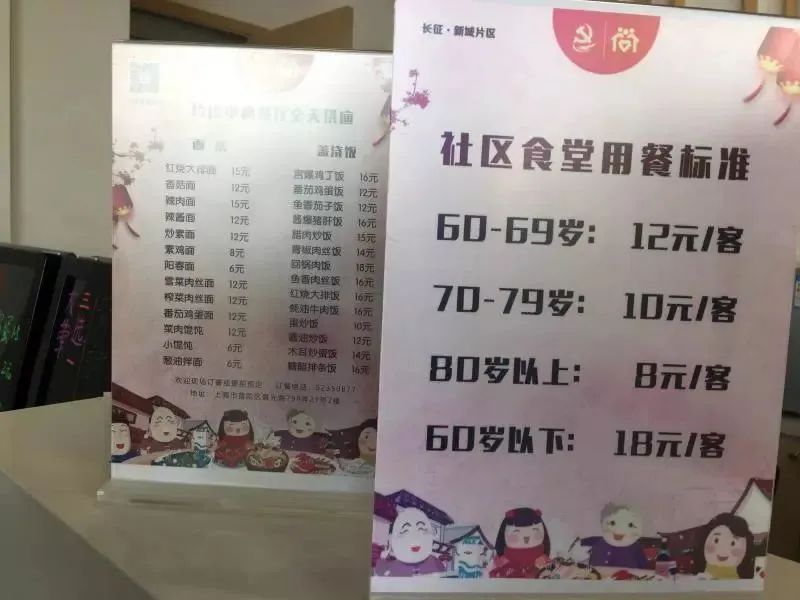 面
盖浇饭
红烧大排面 15元
香菇面 12元
辣肉面 15元
辣酱面 12元
炒素面 12元
素鸡面 8元
阳春面 6元
雪菜肉丝面 12元
榨菜肉丝面 12元
番茄鸡蛋面 12元
菜肉馄饨 12元
小馄饨 6元
葱油拌面 6元
宫爆鸡丁饭 16元
番茄鸡蛋饭 12元
鱼香茄子饭 12元
酱爆猪肝饭 16元
腊肉炒饭 15元
青椒肉丝饭 14元
回锅肉饭 18元
鱼香肉丝饭 16元
红烧大排饭 16元
蚝油牛肉饭 16元
蛋炒饭 10元
酱油炒饭 12元
木耳炒蛋饭 14元
糖醋排条饭 16元
订餐电话：52350877
长征·新城片区
社区食堂用餐标准
60-69岁： 12元/客
70-79岁： 10元/客
80岁以上： 8元/客
60岁以下： 18元/客